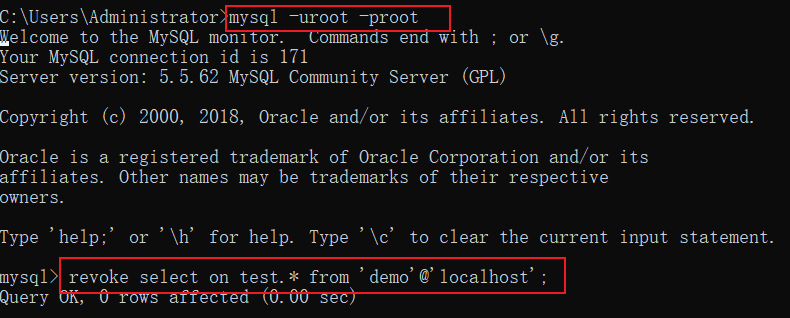 C:\Users\Administrator>mysql -uroot -proot
Welcome to the MySQL monitor.  Commands end with ; or \g.
Your MySQL connection id is 171
Server version: 5.5.62 MySQL Community Server (GPL)
Copyright (c) 2000, 2018, Oracle and/or its affiliates. All rights reserved.
Oracle is a registered trademark of Oracle Corporation and/or its
affiliates. Other names may be trademarks of their respective
owners.
Type 'help;' or '\h' for help. Type '\c' to clear the current input statement.
mysql> revoke select on test.* from 'demo'@'localhost';
Query OK, 0 rows affected (0.00 sec)